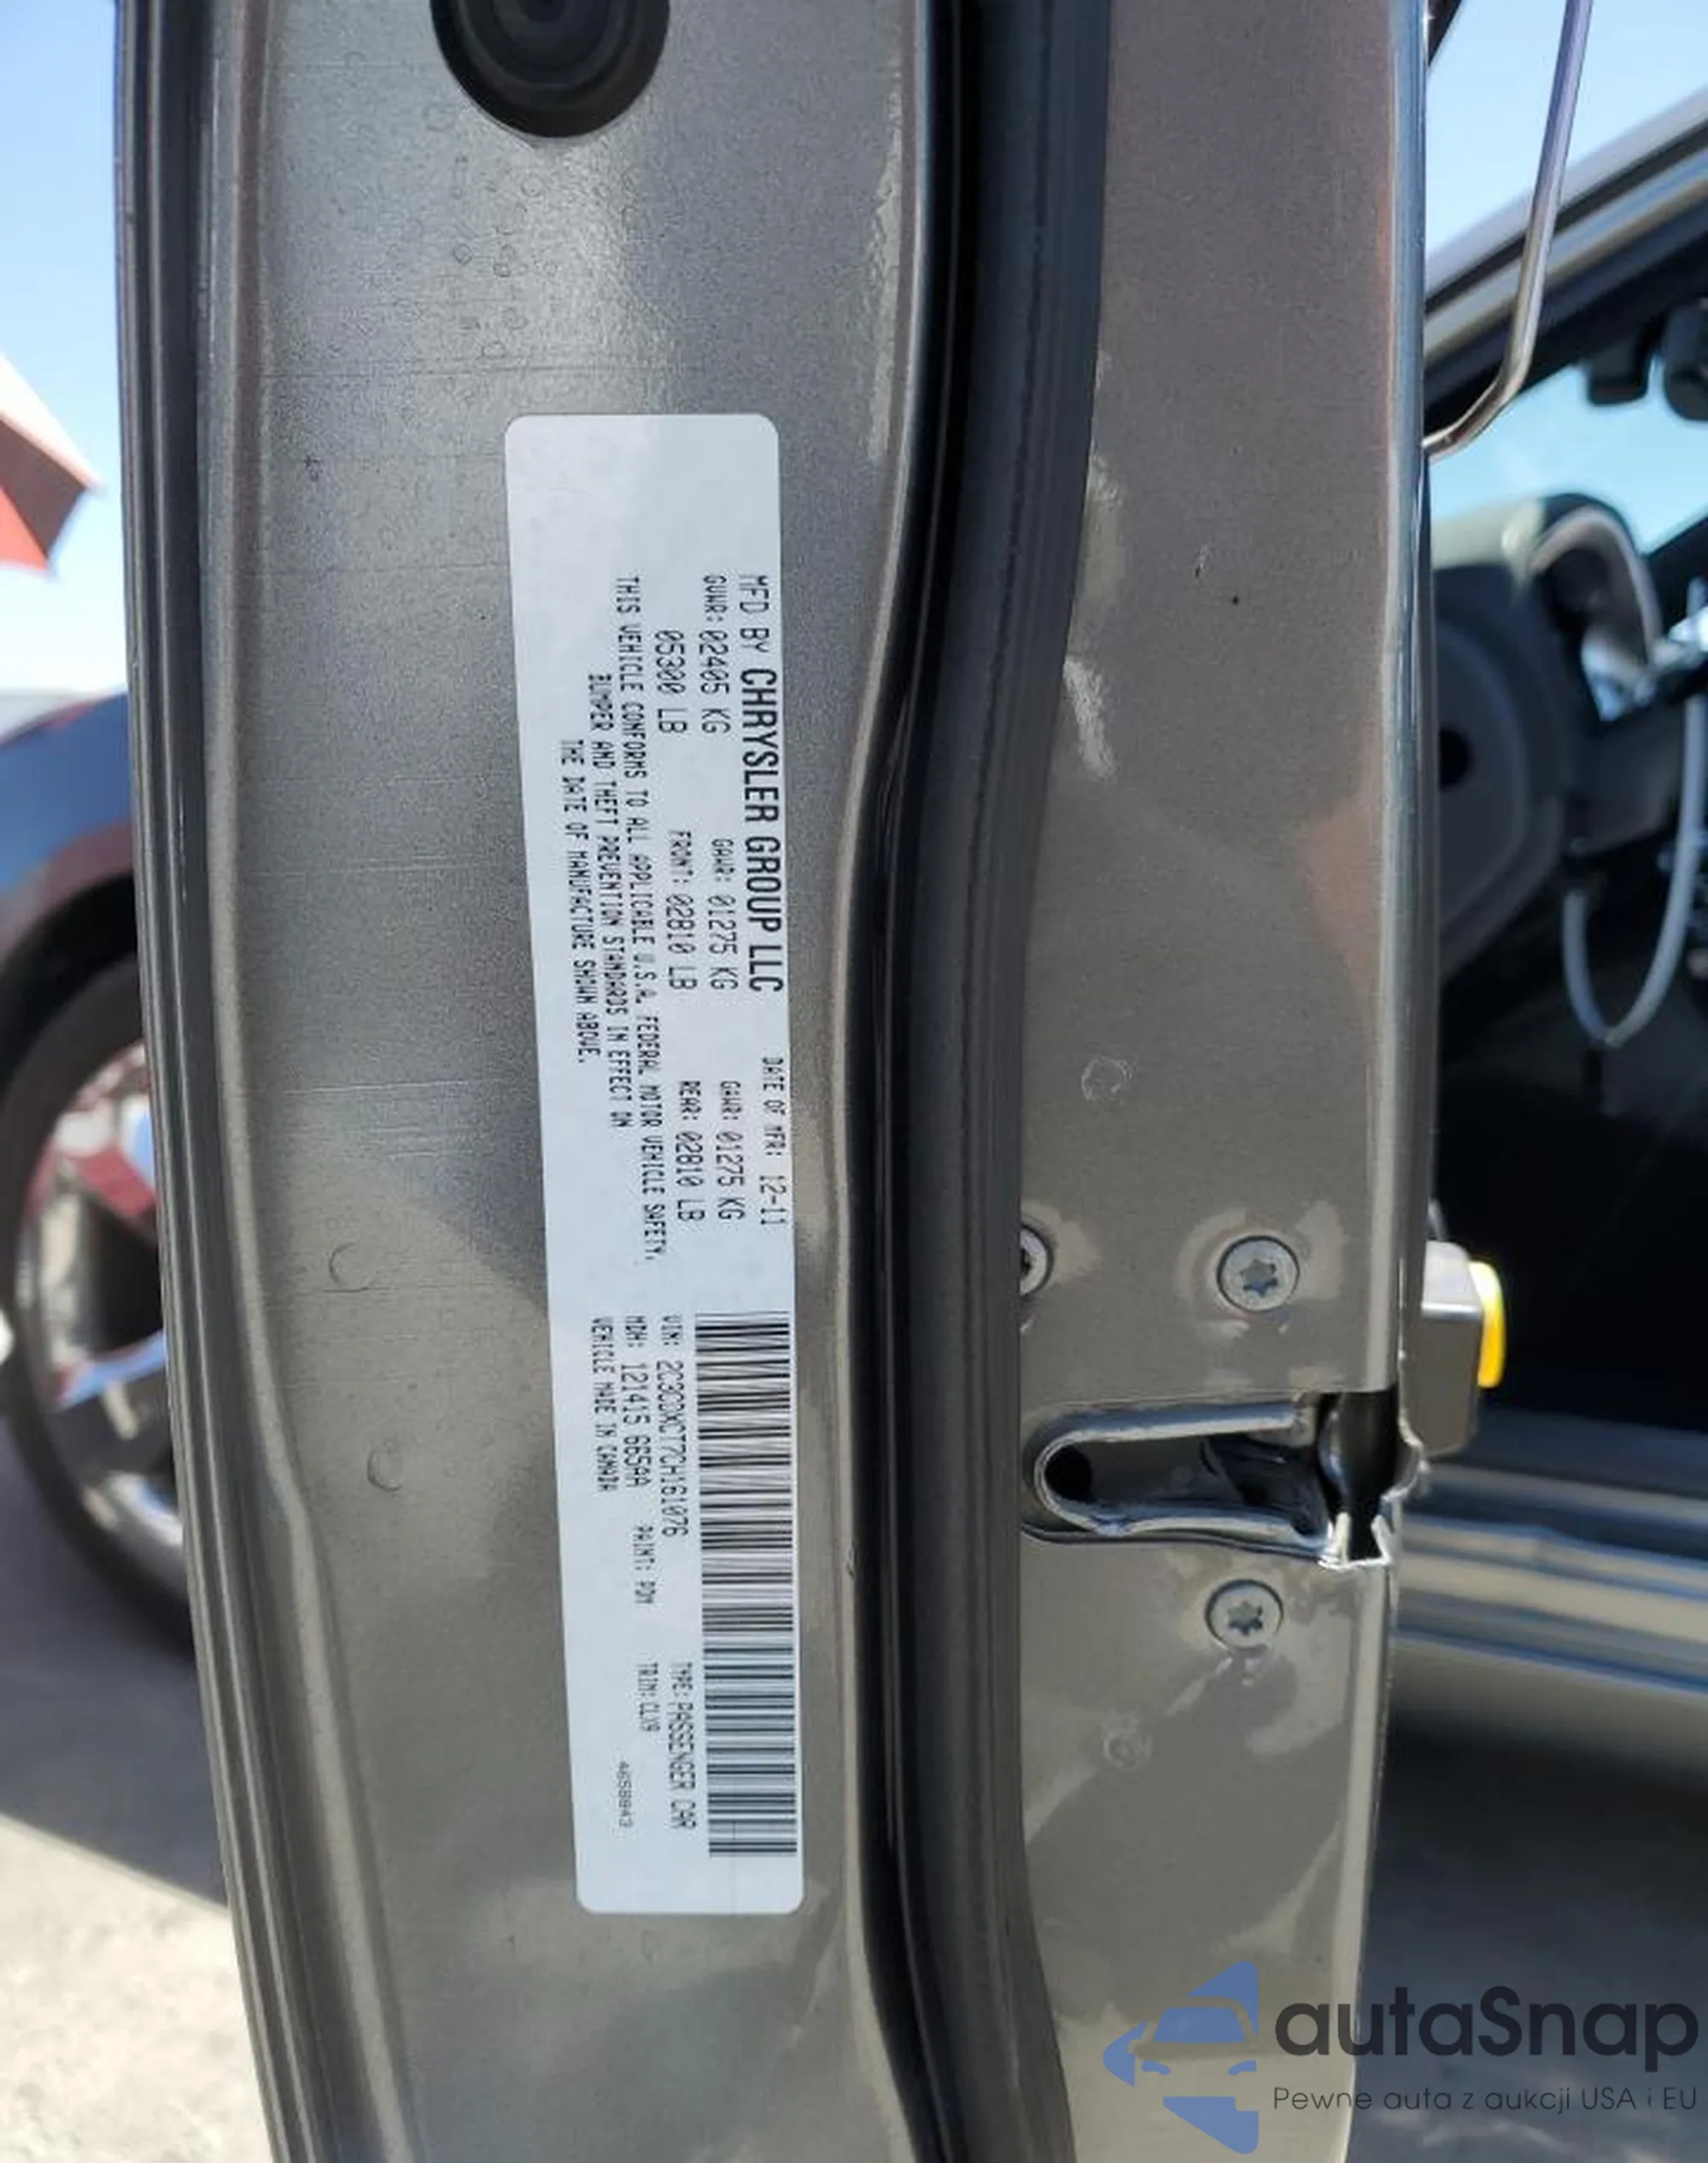 MFD BY CHRYSLER GROUP LLC DATE OF MFR: 12-11
GVWR: 02405 KG GAWR: 01275 KG GAWR: 01275 KG
05300 LB FRONT: 02810 LB REAR: 02810 LB
THIS VEHICLE CONFORMS TO ALL APPLICABLE U.S.A. FEDERAL MOTOR VEHICLE SAFETY,
BUMPER AND THEFT PREVENTION STANDARDS IN EFFECT ON
THE DATE OF MANUFACTURE SHOWN ABOVE.
VIN: 2C3CDXCT7CH161076 TYPE: PASSENGER CAR
MDH: 121415 PAINT: PDM TRIM: CLX9
VEHICLE MADE IN CANADA
autaSnap
Pewne auta z aukcji USA i EU